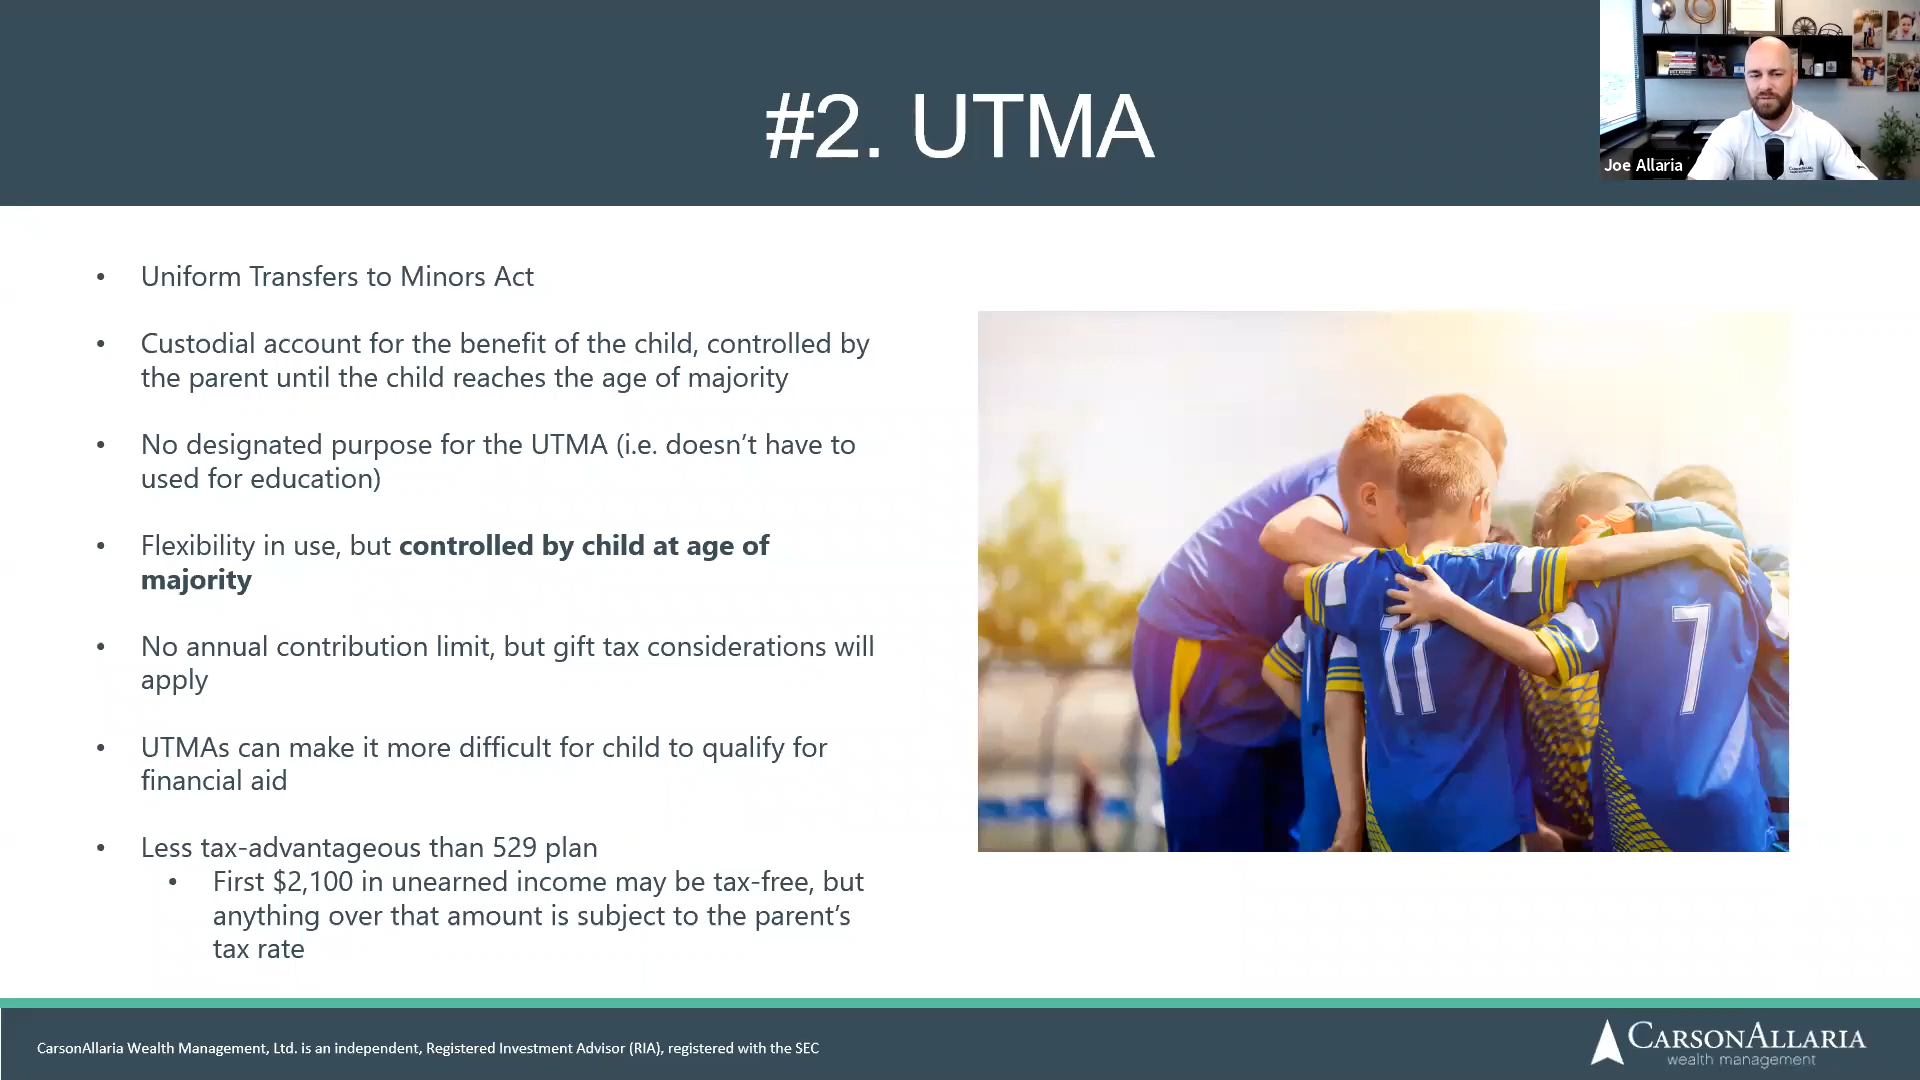 #2. UTMA
Joe Allaria
• Uniform Transfers to Minors Act
• Custodial account for the benefit of the child, controlled by
the parent until the child reaches the age of majority
• No designated purpose for the UTMA (i.e. doesn’t have to
used for education)
• Flexibility in use, but controlled by child at age of
majority
• No annual contribution limit, but gift tax considerations will
apply
• UTMAs can make it more difficult for child to qualify for
financial aid
• Less tax-advantageous than 529 plan
• First $2,100 in unearned income may be tax-free, but
anything over that amount is subject to the parent’s
tax rate
11
7
CarsonAllaria Wealth Management, Ltd. is an independent, Registered Investment Advisor (RIA), registered with the SEC
CARSONALLARIA
wealth management